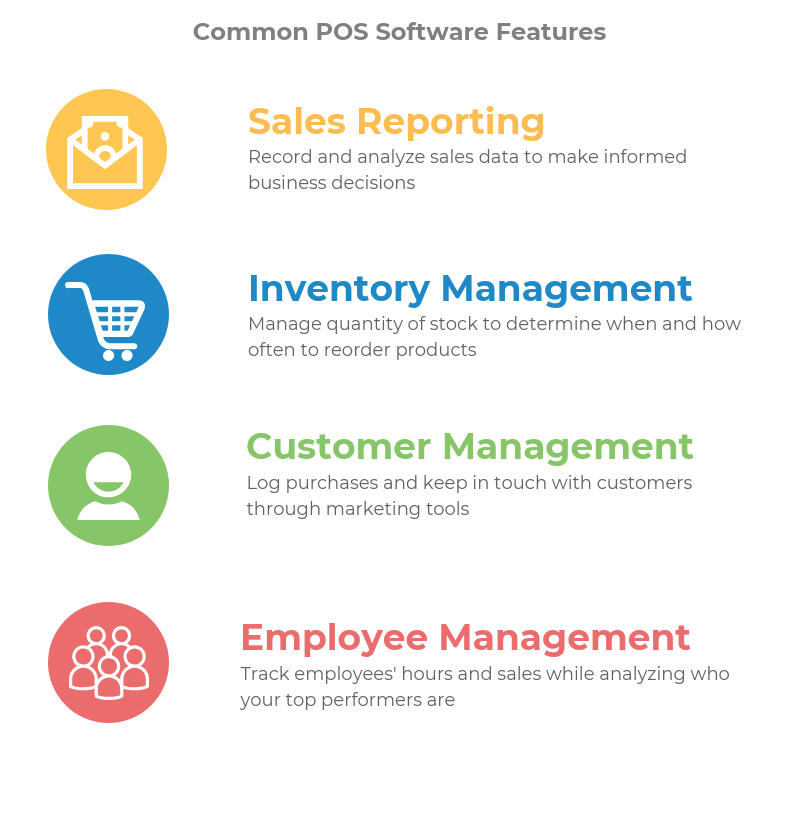 Common POS Software Features
Sales Reporting
Record and analyze sales data to make informed
business decisions
Inventory Management
Manage quantity of stock to determine when and how
often to reorder products
Customer Management
Log purchases and keep in touch with customers
through marketing tools
Employee Management
Track employees' hours and sales while analyzing who
your top performers are